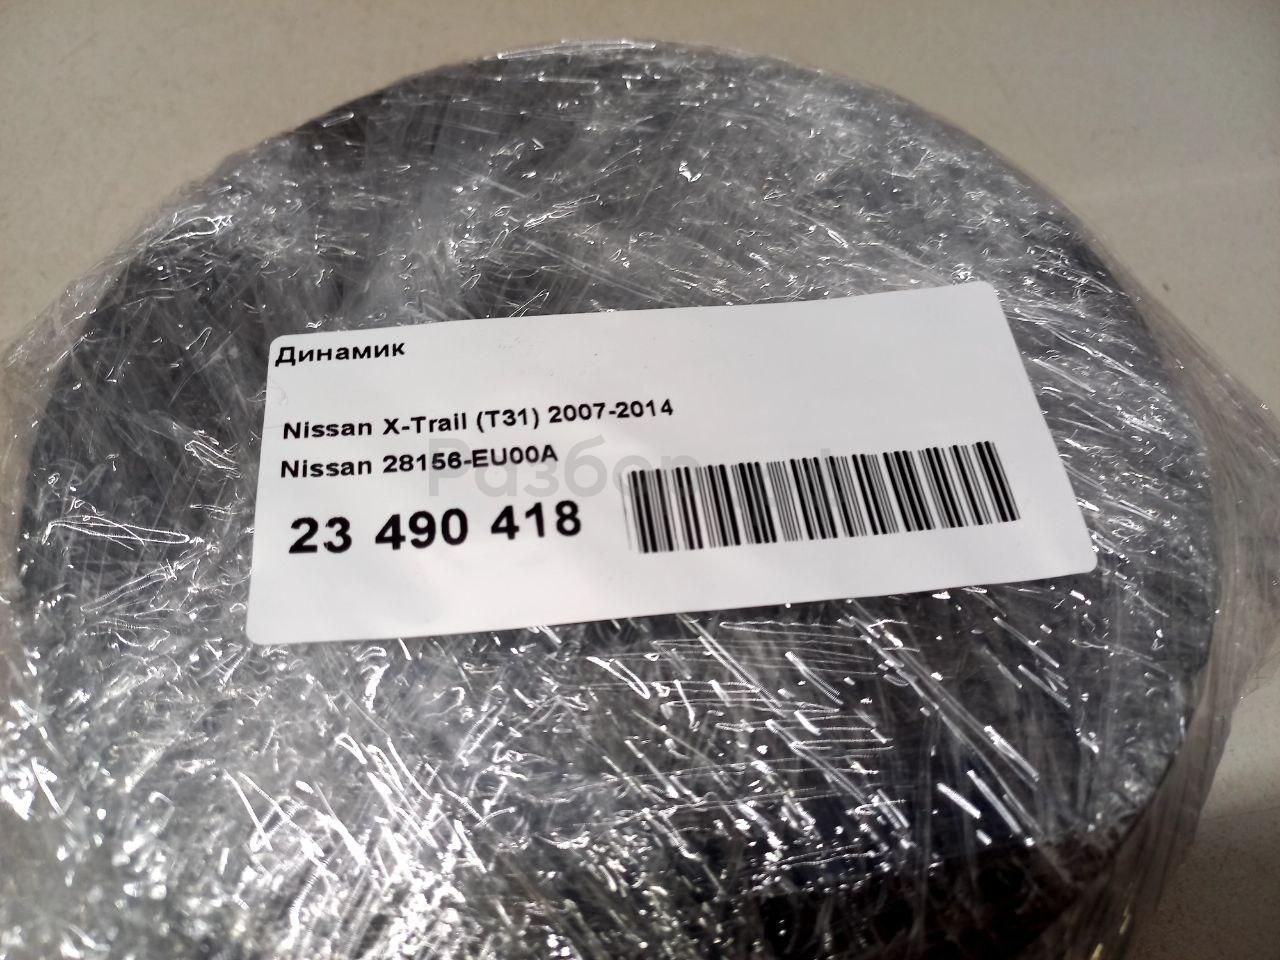 Динамик
Nissan X-Trail (T31) 2007-2014
Nissan 28156-EU00A
23 490 418